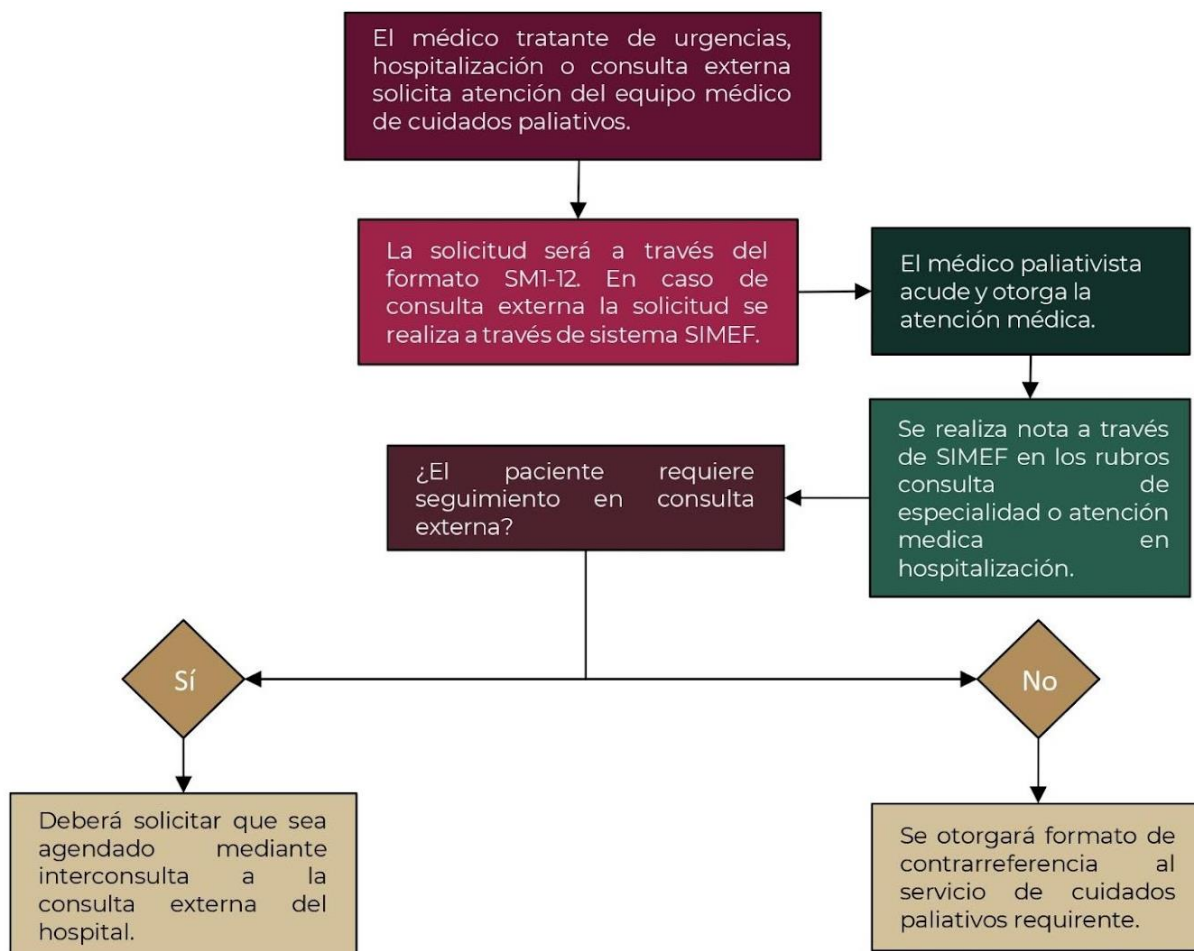 El médico tratante de urgencias,
hospitalización o consulta externa
solicita atención del equipo médico
de cuidados paliativos.
La solicitud será a través del
formato SM1-12. En caso de
consulta externa la solicitud se
realiza a través de sistema SIMEF.
El médico paliativista
acude y otorga la
atención médica.
Se realiza nota a través
de SIMEF en los rubros
consulta de
especialidad o atención
medica en
hospitalización.
¿El paciente requiere
seguimiento en consulta
externa?
Sí
No
Deberá solicitar que sea
agendado mediante
interconsulta a la
consulta externa del
hospital.
Se otorgará formato de
contrarreferencia al
servicio de cuidados
paliativos requirente.